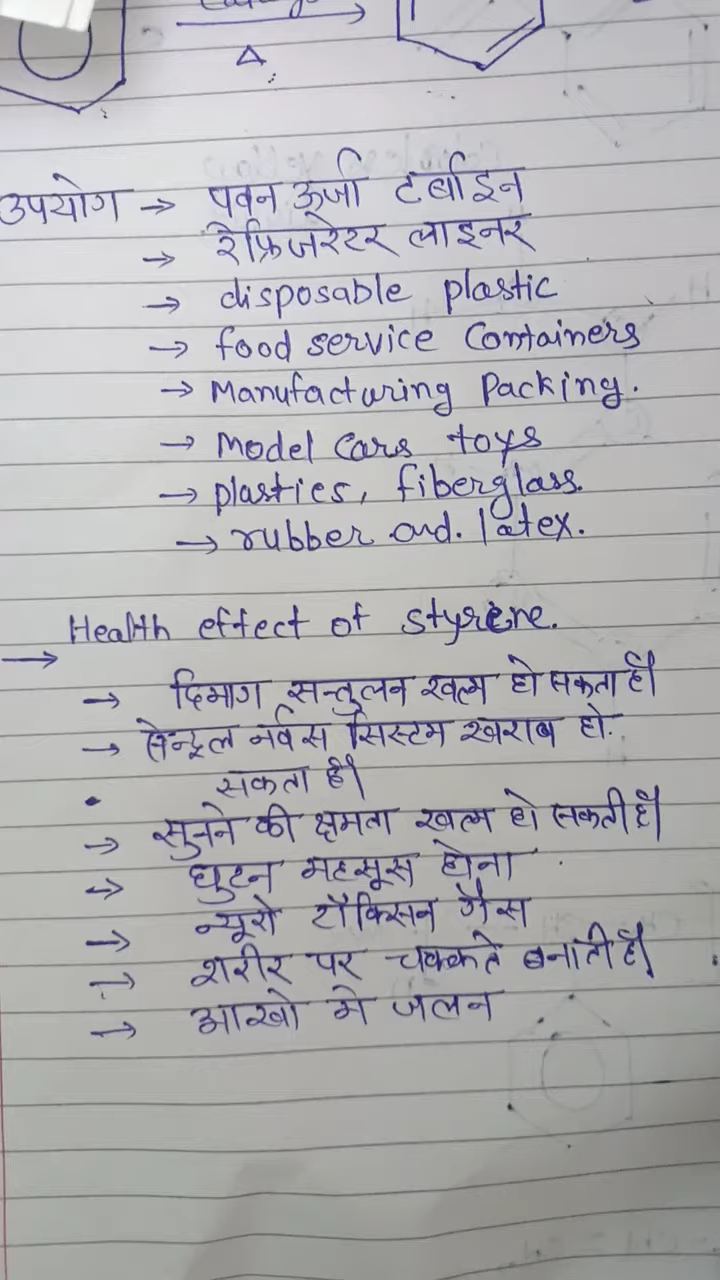 Δ
उपयोग → पवन ऊर्जा टर्बाइन
→ रेफ्रिजरेटर लाइनर
→ disposable plastic
→ food service Containers
→ Manufacturing Packing.
→ Model Cars toys
→ plasties, fiberglass.
→ rubber and. latex.
Health effect of styrene.
→
→ दिमाग सन्तुलन खत्म हो सकता है।
→ सेन्ट्रल नर्वस सिस्टम खराब हो.
सकता है।
→ सुनने की क्षमता खत्म हो सकती है।
→ घुटन महसूस होना
→ न्यूरो टॉक्सिन गैस
→ शरीर पर चकत्ते बनाती है।
→ आखो मे जलन